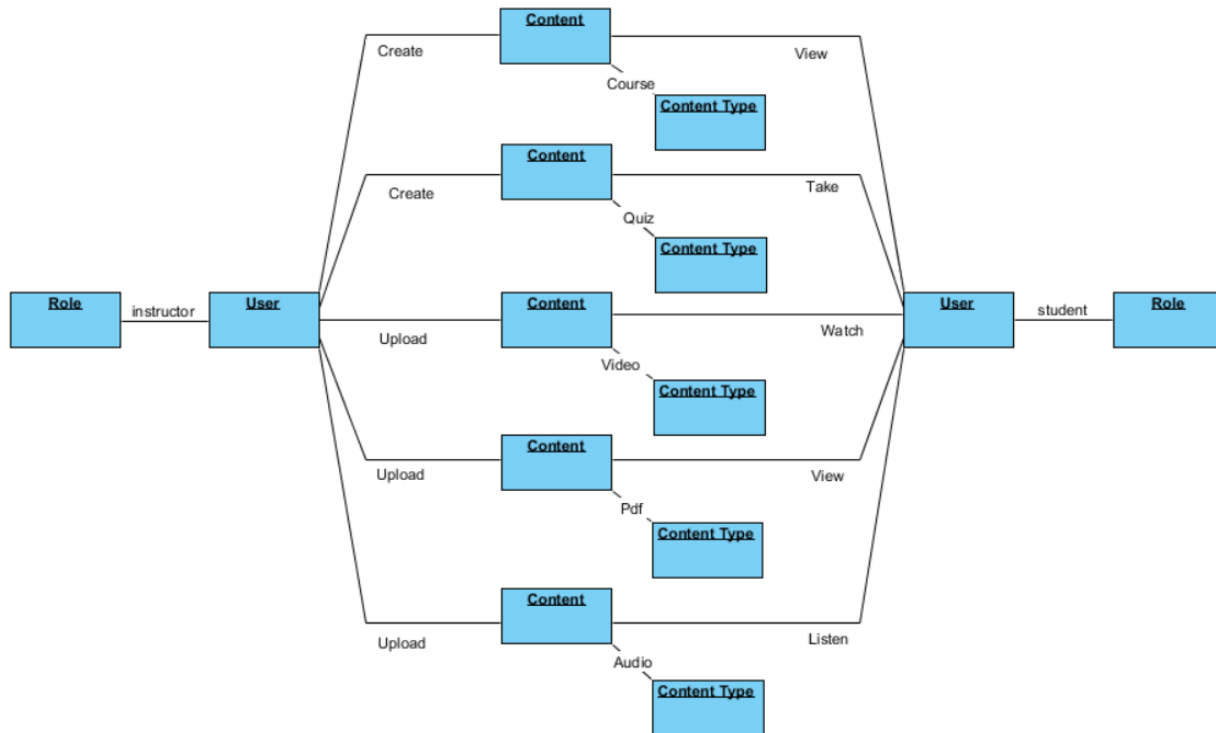 Content
Create
View
Course
Content Type
Content
Create
Take
Quiz
Content Type
Role
instructor
User
Content
User
student
Role
Upload
Watch
Video
Content Type
Content
Upload
View
Pdf
Content Type
Content
Upload
Listen
Audio
Content Type